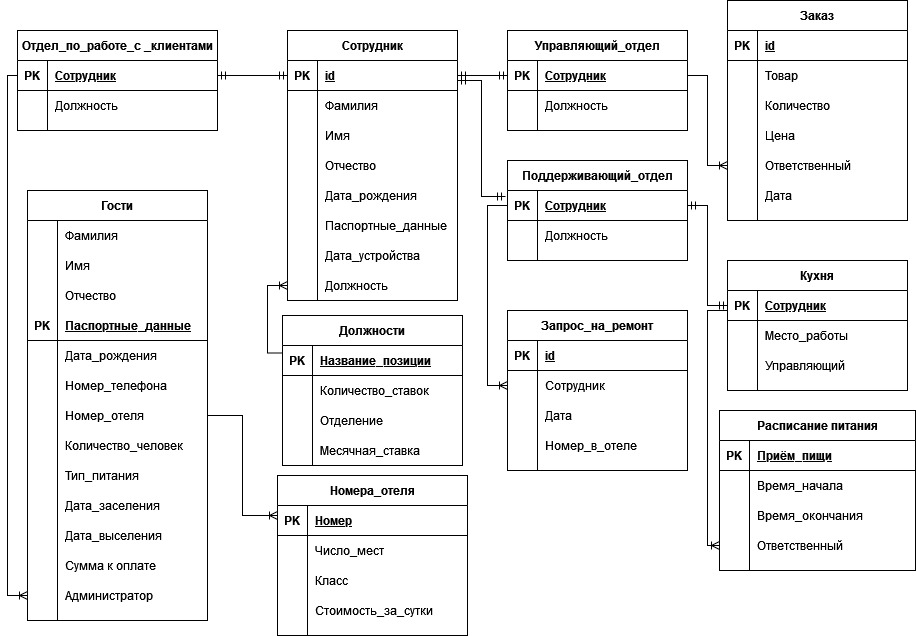 Отдел_по_работе_с _клиентами
PK Сотрудник
Должность
Сотрудник
PK id
Фамилия
Имя
Отчество
Дата_рождения
Паспортные_данные
Дата_устройства
Должность
Управляющий_отдел
PK Сотрудник
Должность
Заказ
PK id
Товар
Количество
Цена
Ответственный
Дата
Поддерживающий_отдел
PK Сотрудник
Должность
Гости
Фамилия
Имя
Отчество
PK Паспортные_данные
Дата_рождения
Номер_телефона
Номер_отеля
Количество_человек
Тип_питания
Дата_заселения
Дата_выселения
Сумма к оплате
Администратор
Должности
PK Название_позиции
Количество_ставок
Отделение
Месячная_ставка
Запрос_на_ремонт
PK id
Сотрудник
Дата
Номер_в_отеле
Кухня
PK Сотрудник
Место_работы
Управляющий
Расписание питания
PK Приём_пищи
Время_начала
Время_окончания
Ответственный
Номера_отеля
PK Номер
Число_мест
Класс
Стоимость_за_сутки